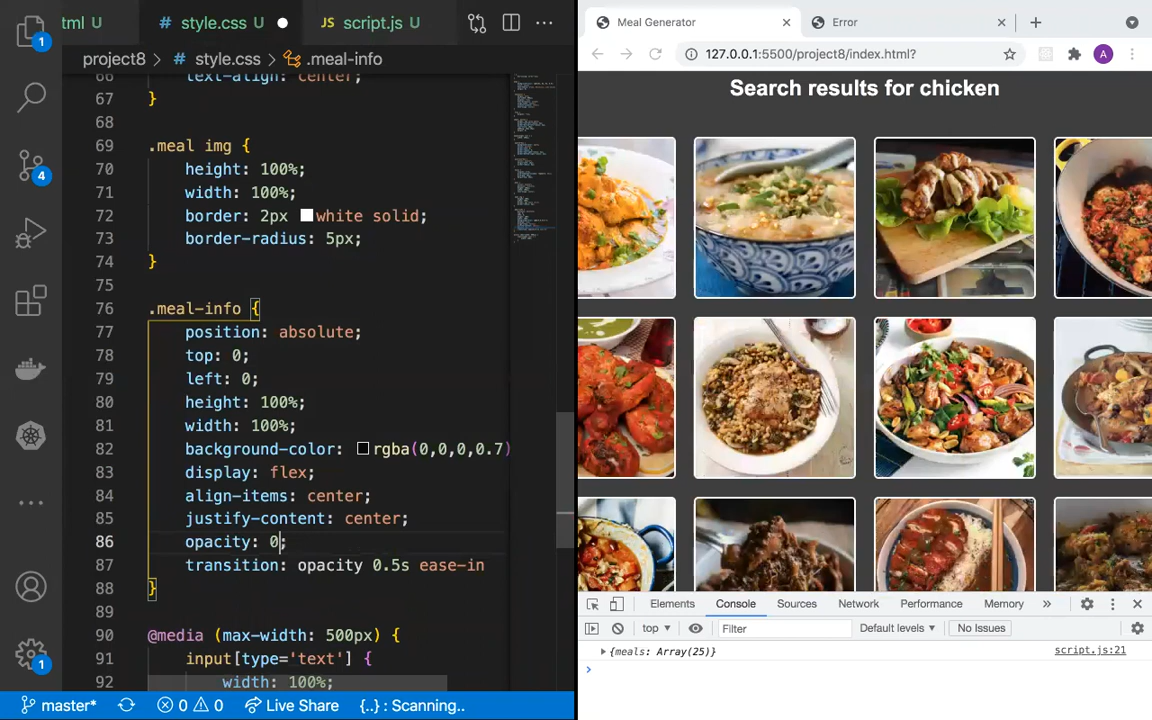 tml U
# style.css U ●
JS script.js U
...
project8 > # style.css > .meal-info
text-align: center;
67 }
68
69 .meal img {
70 height: 100%;
71 width: 100%;
72 border: 2px white solid;
73 border-radius: 5px;
74 }
75
76 .meal-info {
77 position: absolute;
78 top: 0;
79 left: 0;
80 height: 100%;
81 width: 100%;
82 background-color: rgba(0,0,0,0.7)
83 display: flex;
84 align-items: center;
85 justify-content: center;
86 opacity: 0;
87 transition: opacity 0.5s ease-in
88 }
89
90 @media (max-width: 500px) {
91 input[type='text'] {
92 width: 100%;
1
4
1
master* 0 0 Live Share {..} : Scanning..
Meal Generator
Error
127.0.0.1:5500/project8/index.html?
A
Search results for chicken
Elements Console Sources Network Performance Memory »
top ▾ Filter Default levels ▾ No Issues
▸ {meals: Array(25)} script.js:21
>